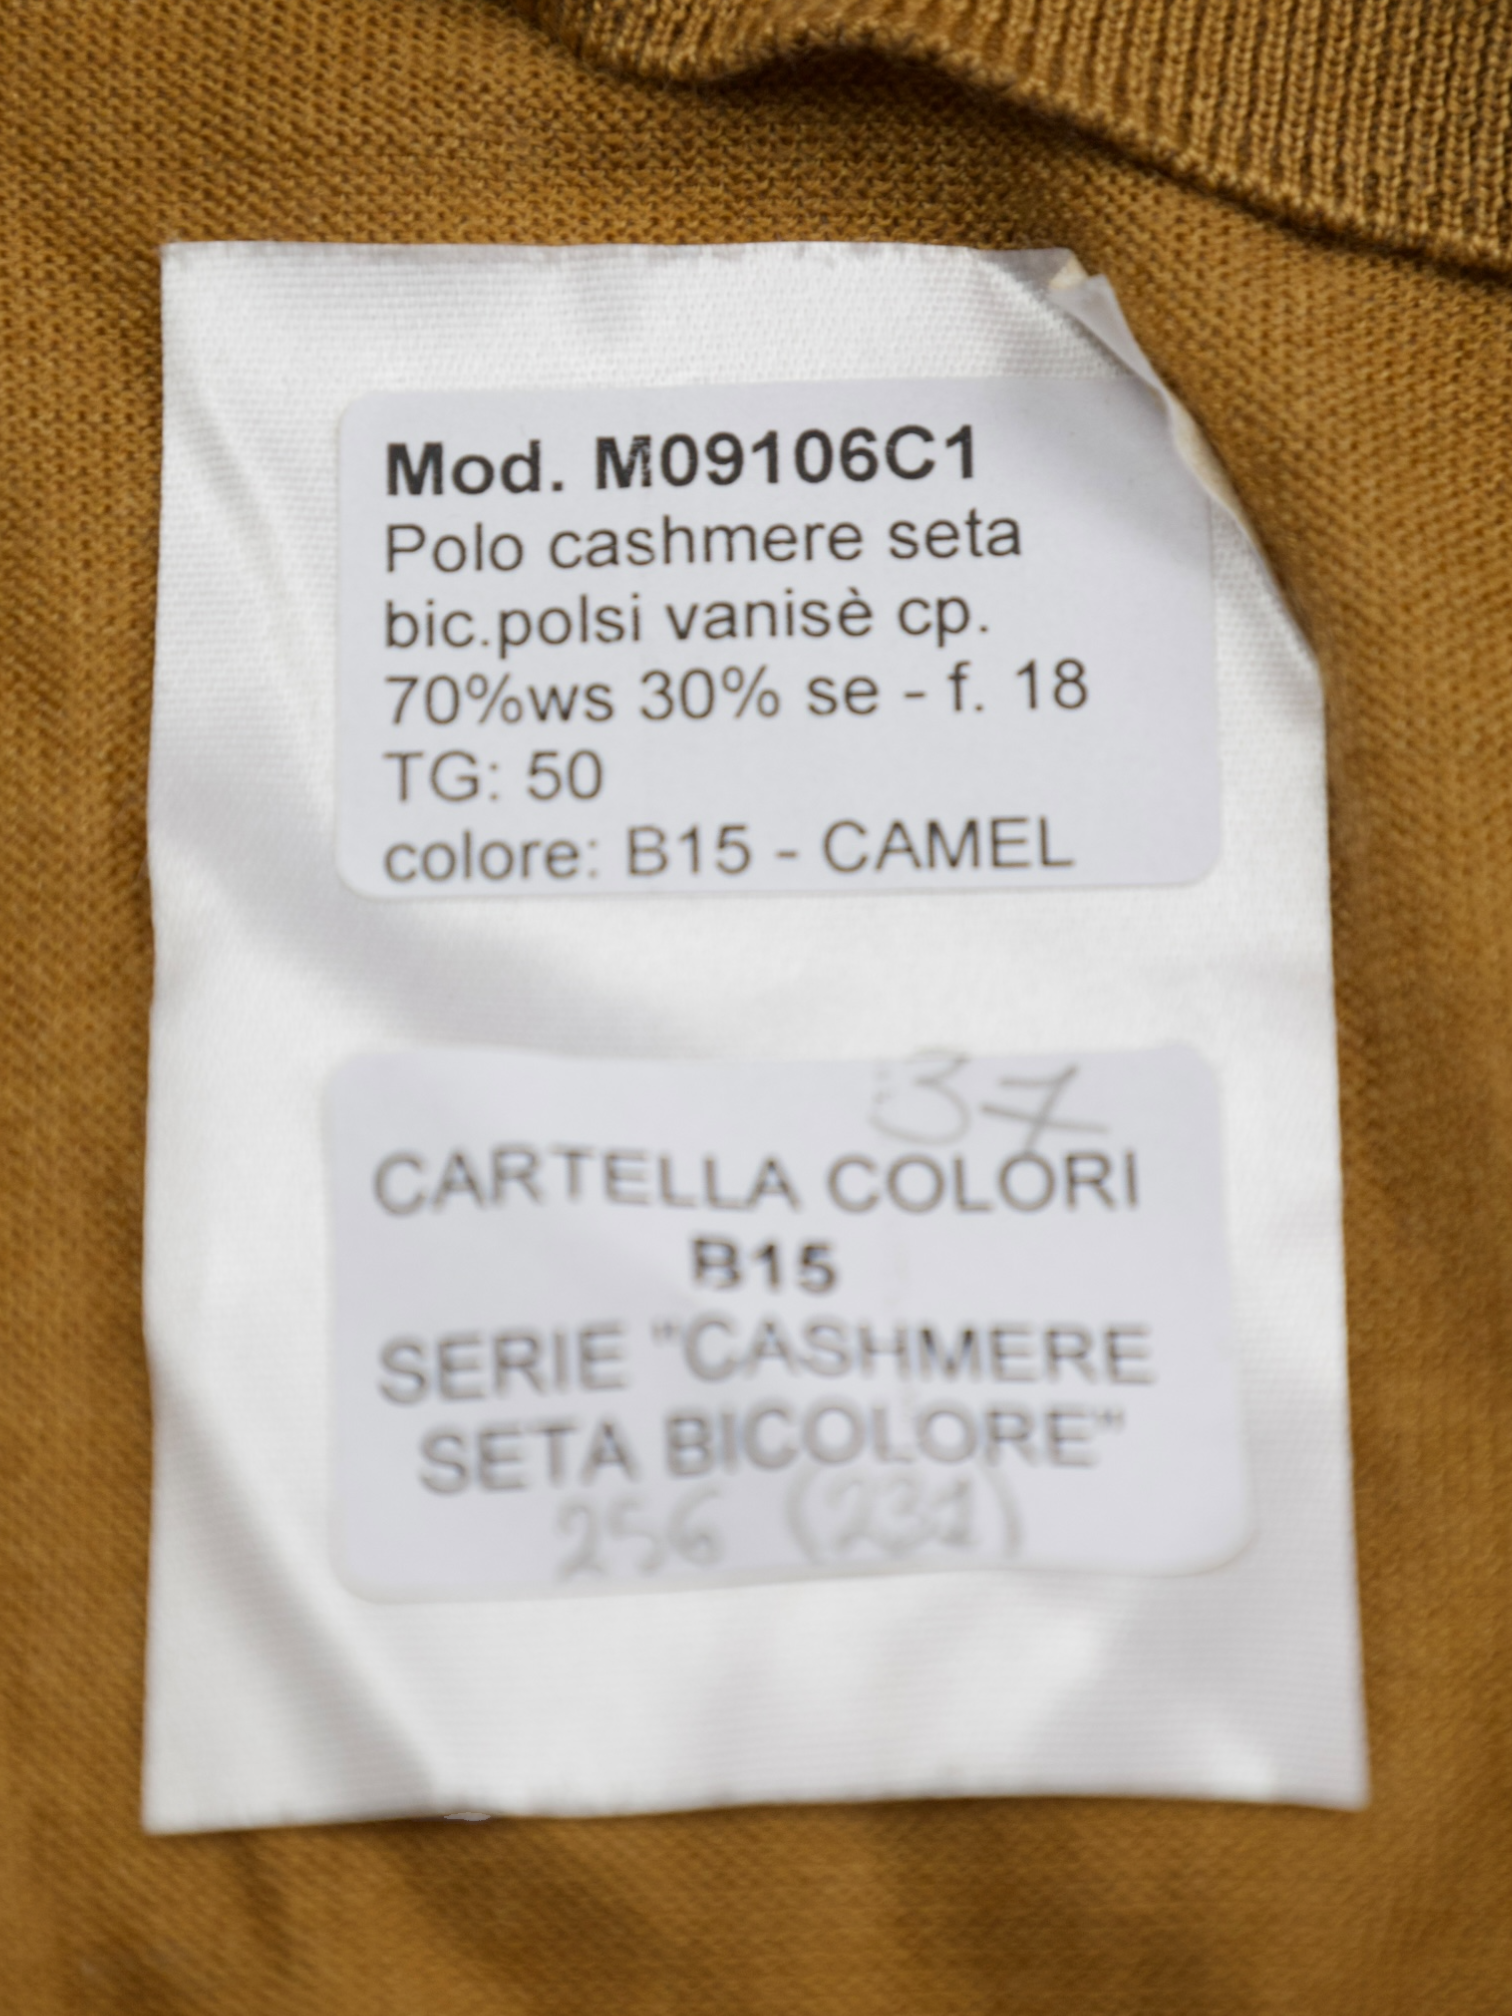 Mod. M09106C1
Polo cashmere seta
bic.polsi vanisè cp.
70%ws 30% se - f. 18
TG: 50
colore: B15 - CAMEL
37
CARTELLA COLORI
B15
SERIE "CASHMERE
SETA BICOLORE"
256 (231)